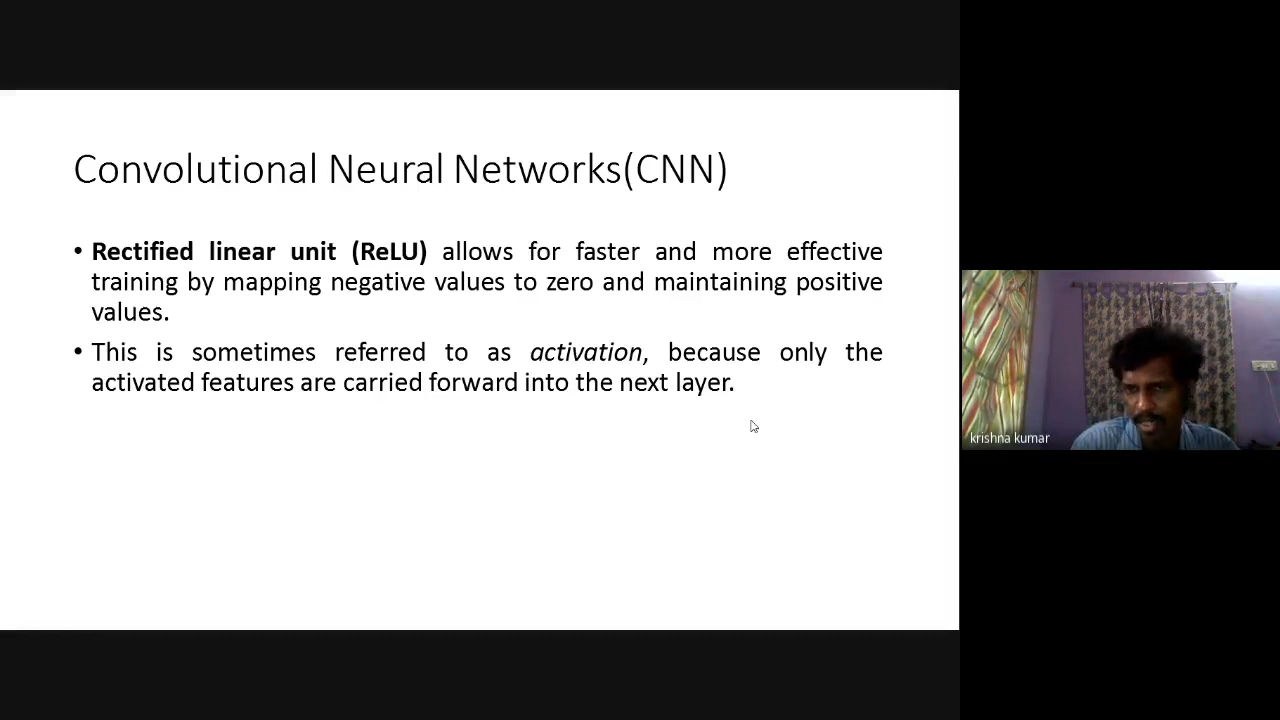 Convolutional Neural Networks(CNN)
• Rectified linear unit (ReLU) allows for faster and more effective
training by mapping negative values to zero and maintaining positive
values.
• This is sometimes referred to as activation, because only the
activated features are carried forward into the next layer.
krishna kumar